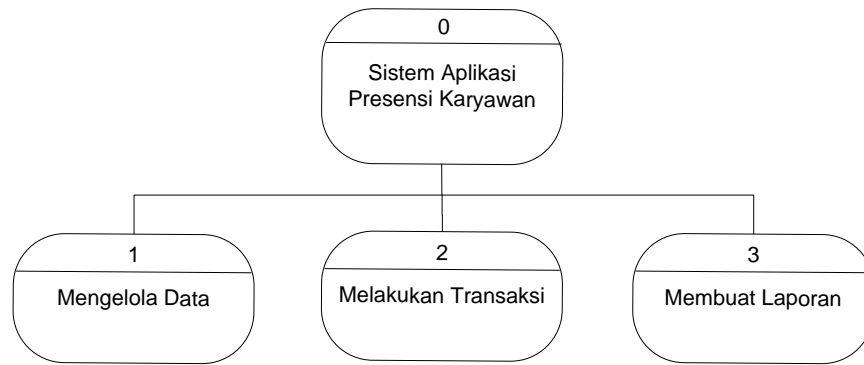 0
Sistem Aplikasi
Presensi Karyawan
1
Mengelola Data
2
Melakukan Transaksi
3
Membuat Laporan